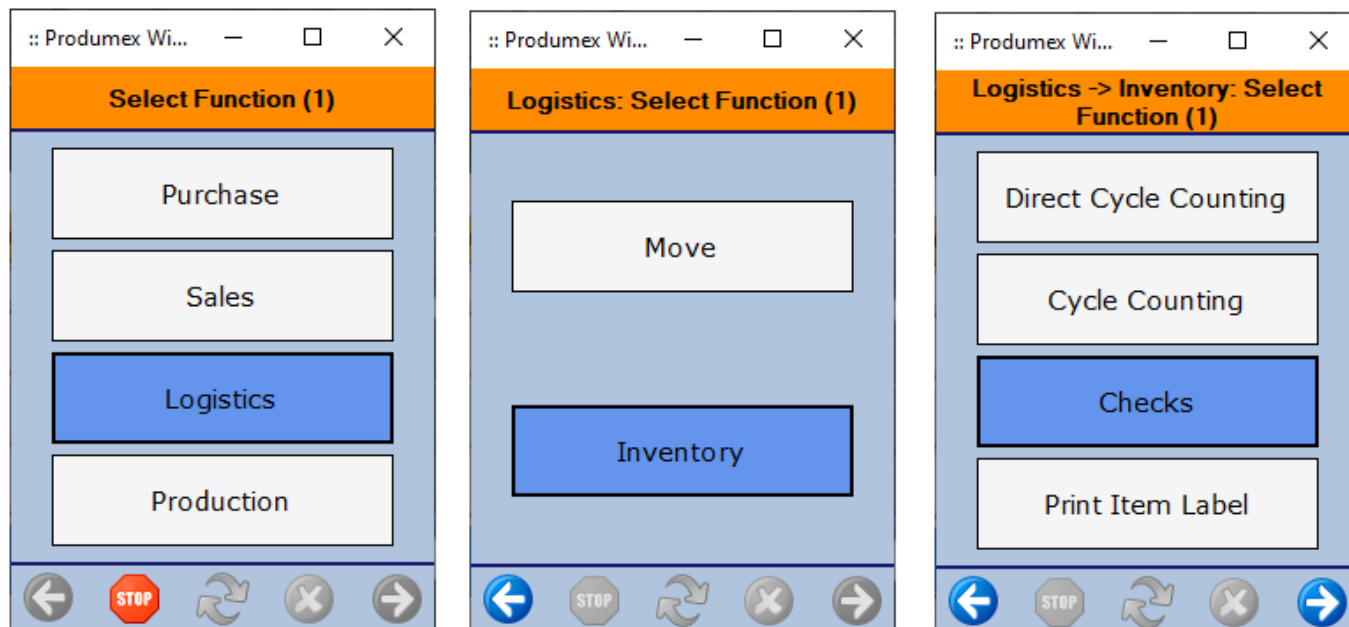 :: Produmex Wi...
Select Function (1)
Purchase
Sales
Logistics
Production
STOP
:: Produmex Wi...
Logistics: Select Function (1)
Move
Inventory
STOP
:: Produmex Wi...
Logistics -> Inventory: Select
Function (1)
Direct Cycle Counting
Cycle Counting
Checks
Print Item Label
STOP